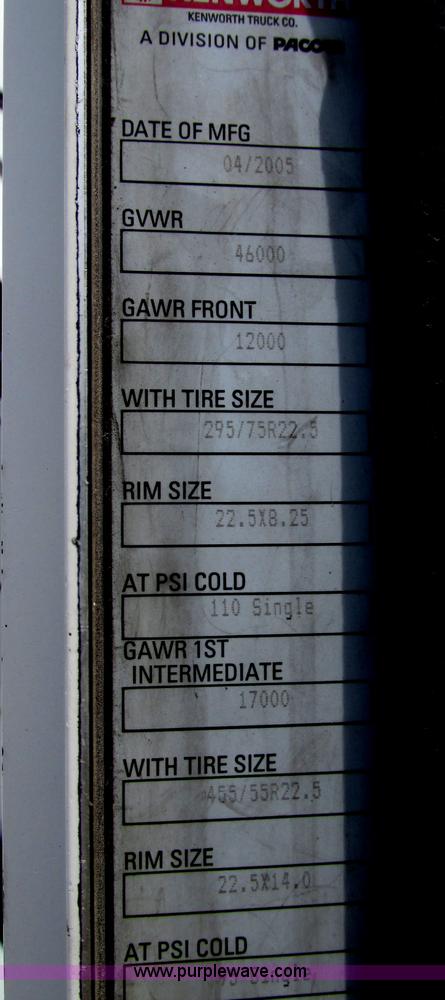 KENWORTH
KENWORTH TRUCK CO.
A DIVISION OF PACCAR
DATE OF MFG
04/2005
GVWR
46000
GAWR FRONT
12000
WITH TIRE SIZE
295/75R22.5
RIM SIZE
22.5X8.25
AT PSI COLD
110 Single
GAWR 1ST
INTERMEDIATE
17000
WITH TIRE SIZE
455/55R22.5
RIM SIZE
22.5X14.0
AT PSI COLD
Single
www.purplewave.com